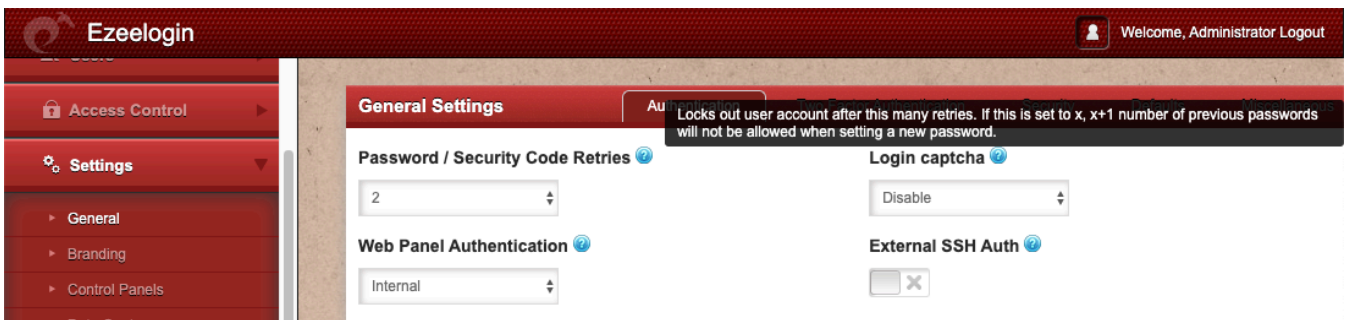 Ezeelogin
Welcome, Administrator Logout
Access Control
Settings
General
Branding
Control Panels
General Settings
Locks out user account after this many retries. If this is set to x, x+1 number of previous passwords
will not be allowed when setting a new password.
Password / Security Code Retries
Login captcha
2
Disable
Web Panel Authentication
External SSH Auth
Internal